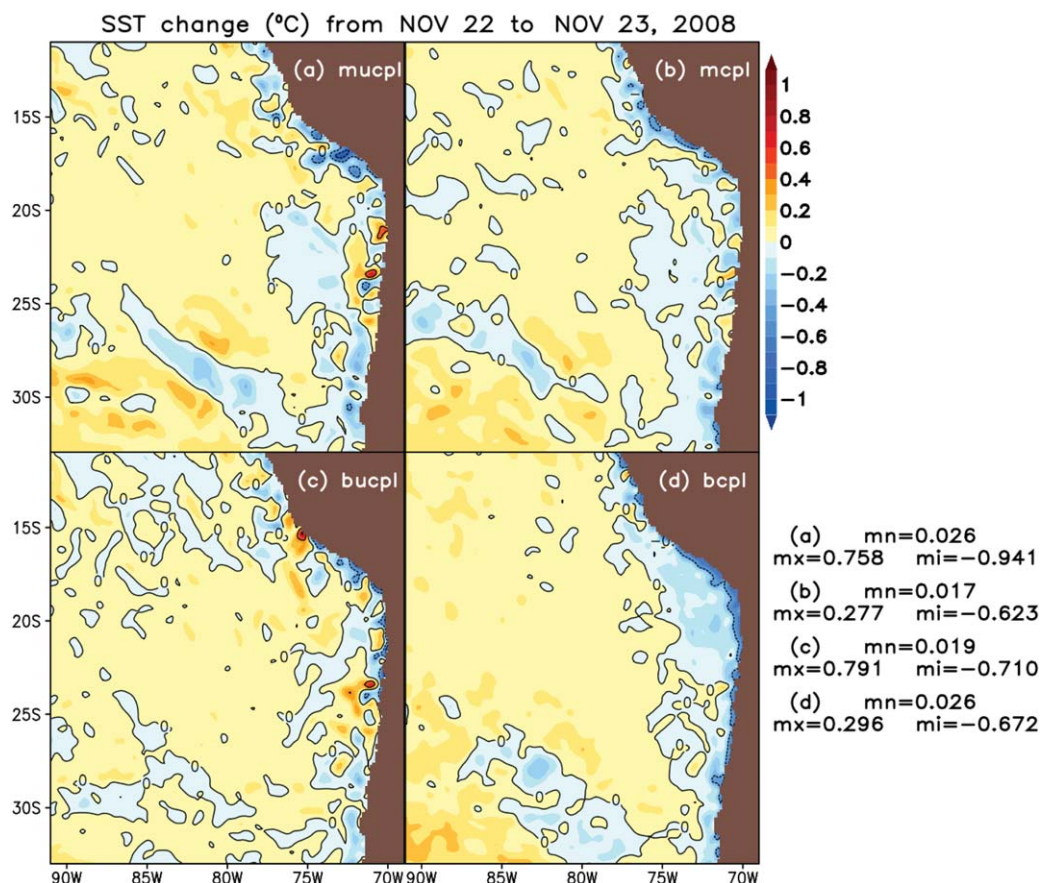 SST change (ºC) from NOV 22 to NOV 23, 2008
(a) mucpl
(b) mcpl
1
0.8
0.6
0.4
0.2
0
−0.2
−0.4
−0.6
−0.8
−1
15S
20S
25S
30S
(c) bucpl
(d) bcpl
15S
20S
25S
30S
90W 85W 80W 75W 70W
90W 85W 80W 75W 70W
(a) mn=0.026
mx=0.758 mi=−0.941
(b) mn=0.017
mx=0.277 mi=−0.623
(c) mn=0.019
mx=0.791 mi=−0.710
(d) mn=0.026
mx=0.296 mi=−0.672